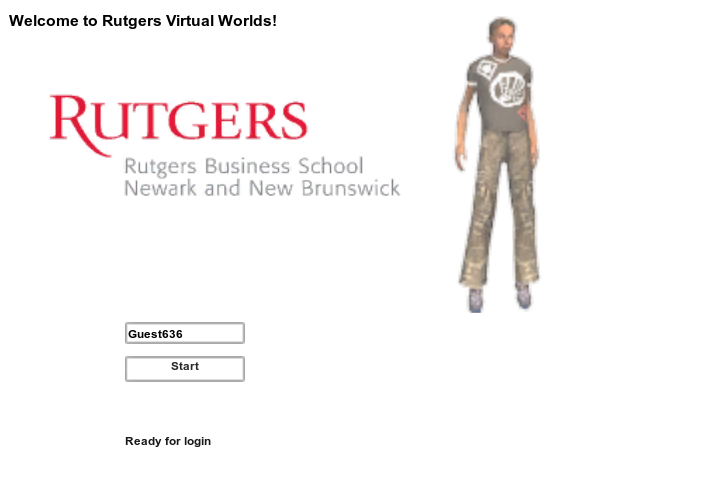 Welcome to Rutgers Virtual Worlds!
RUTGERS
Rutgers Business School
Newark and New Brunswick
Guest636
Start
Ready for login